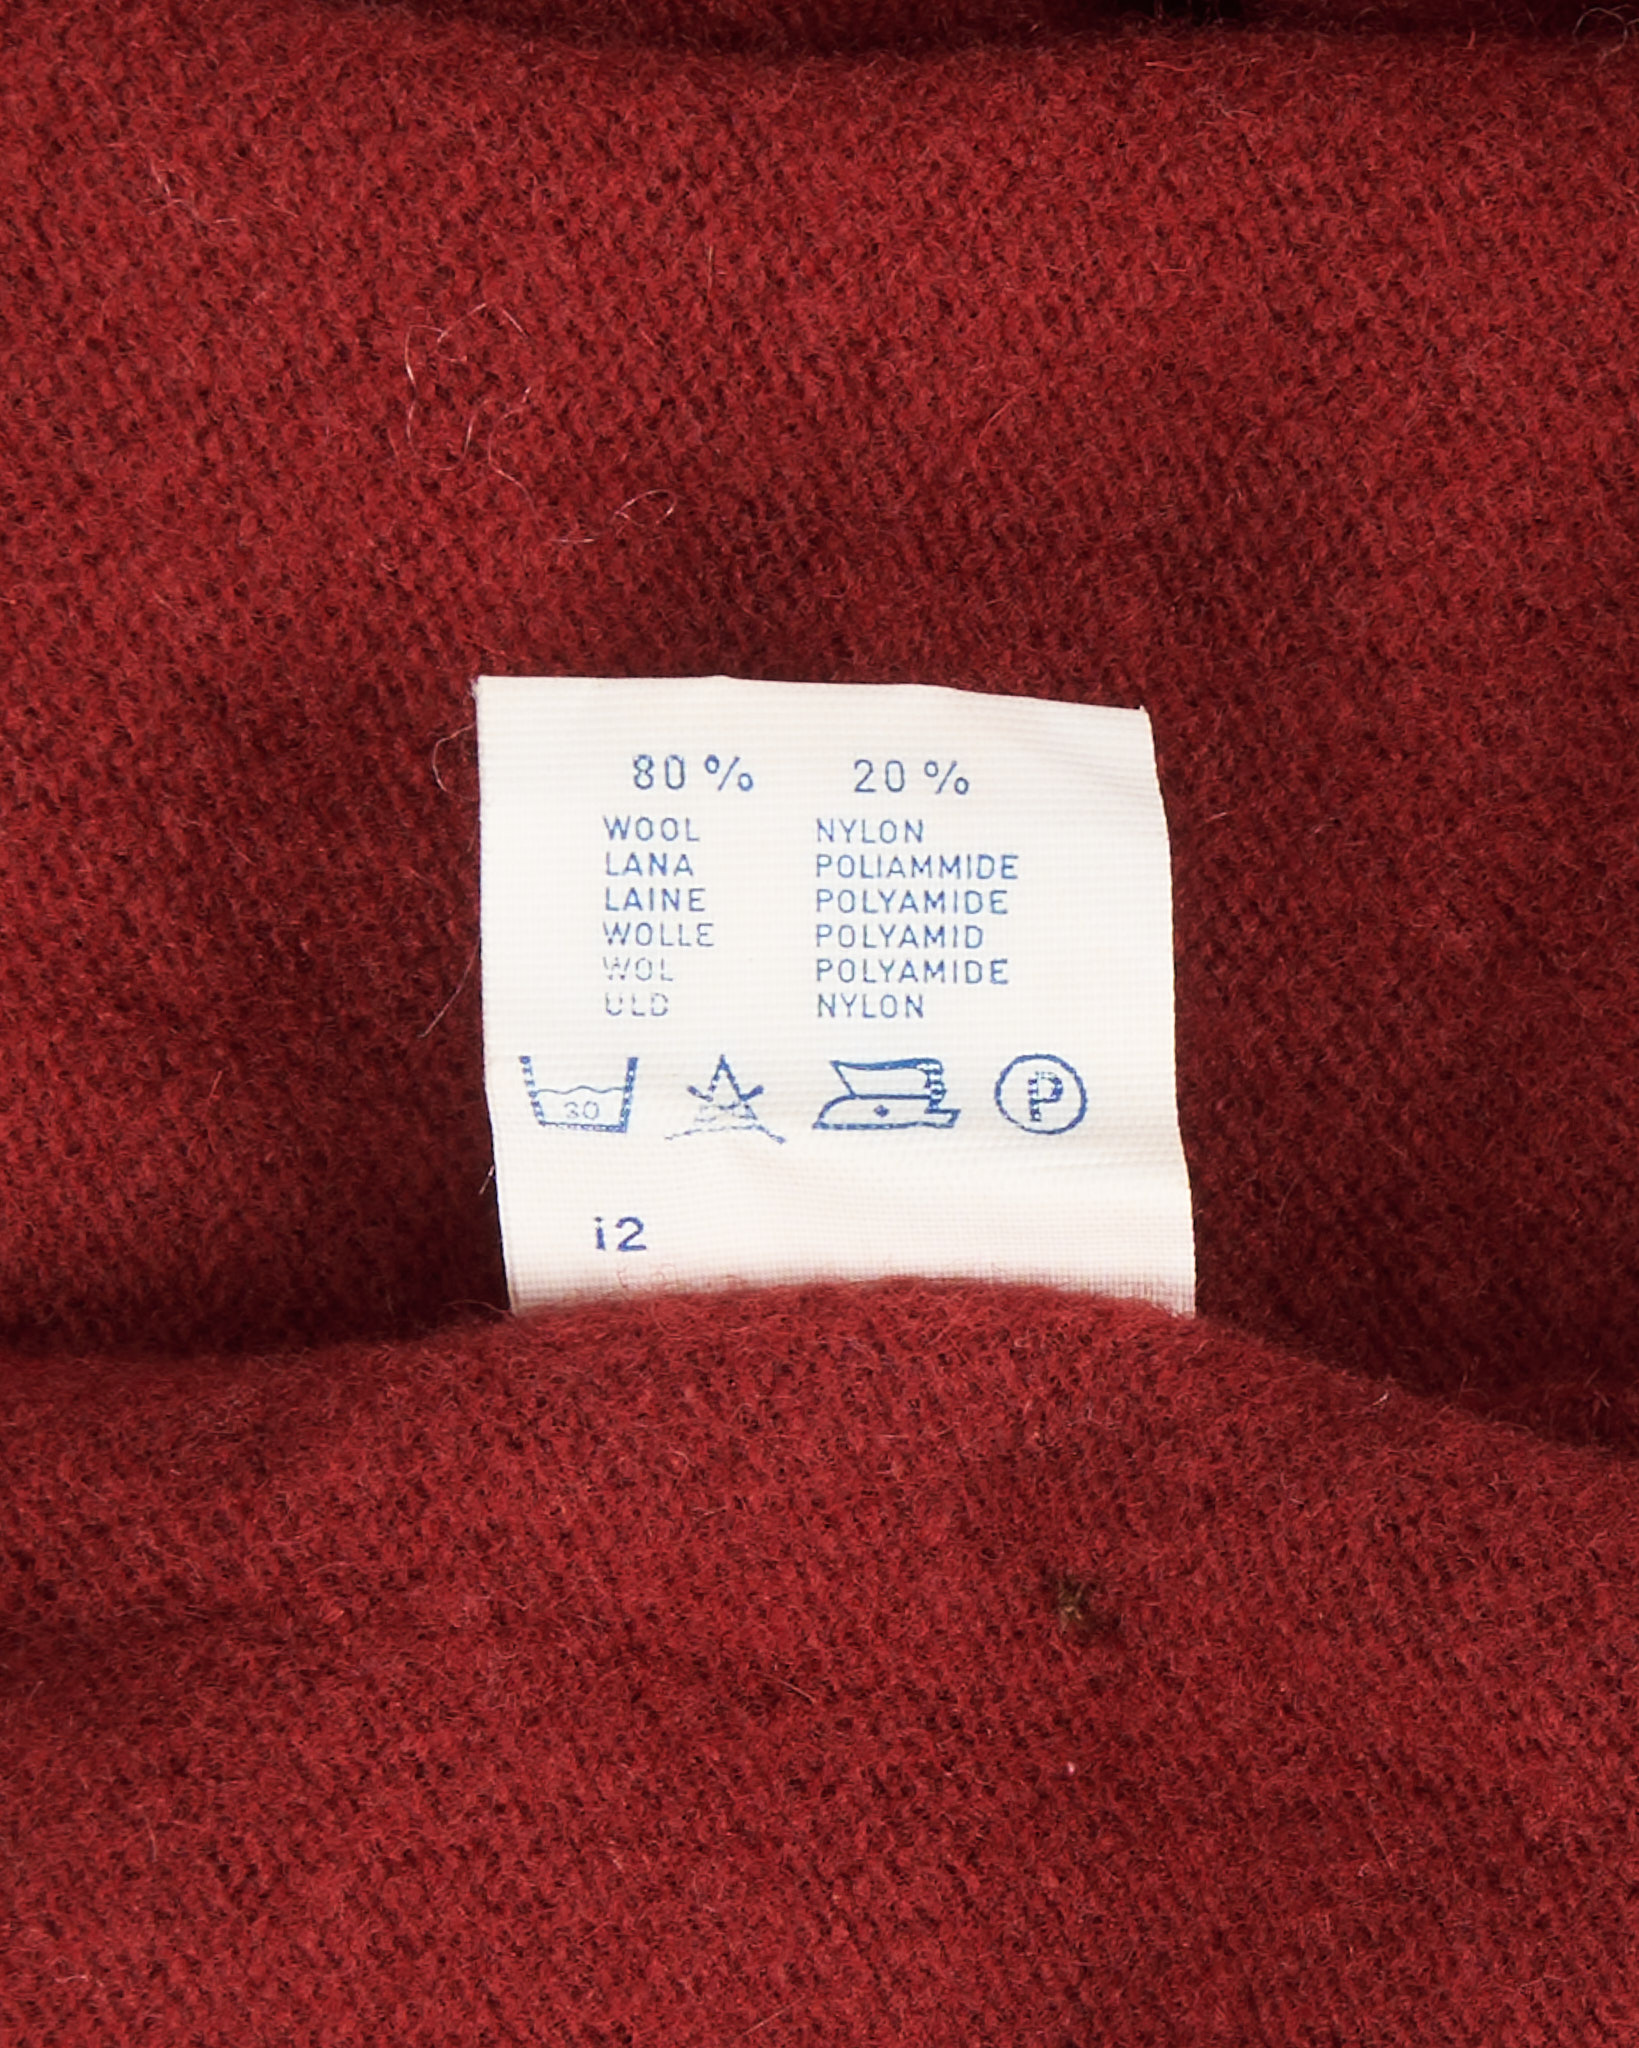 80 % 20 %
WOOL NYLON
LANA POLIAMMIDE
LAINE POLYAMIDE
WOLLE POLYAMID
WOL POLYAMIDE
ULD NYLON
30 P
i2